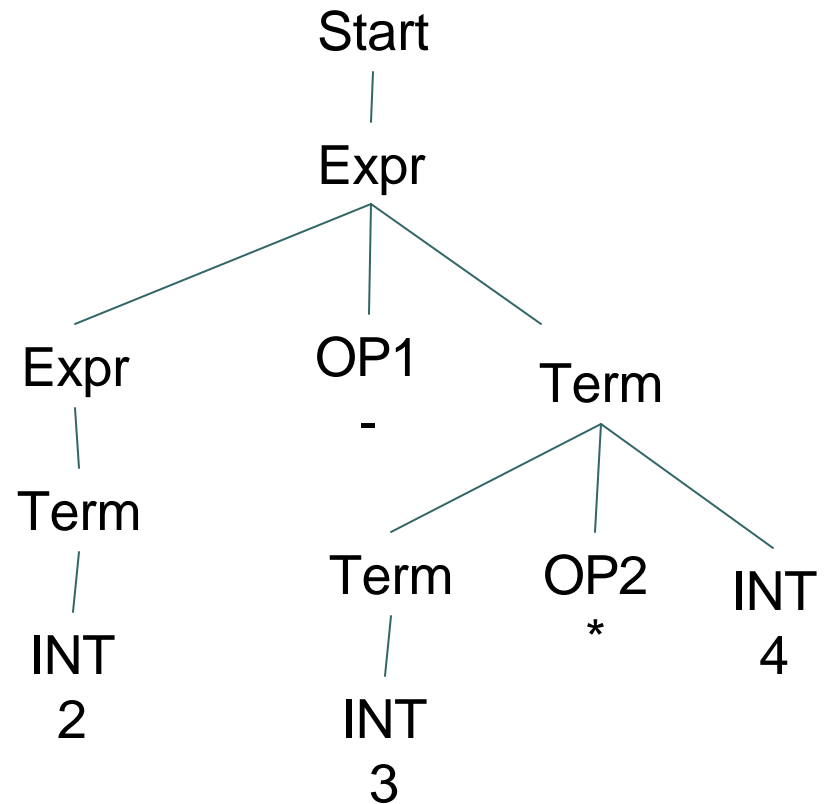 Start
Expr
Expr
OP1
-
Term
Term
Term
OP2
*
INT
4
INT
2
INT
3